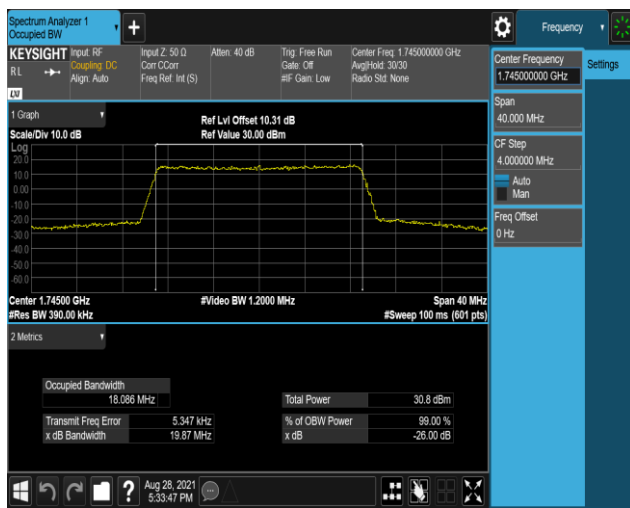 Spectrum Analyzer 1
Occupied BW
+
Frequency
KEYSIGHT
RL
LXI
Input: RF
Coupling: DC
Align: Auto
Input Z: 50 Ω
Corr CCorr
Freq Ref: Int (S)
Atten: 40 dB
Trig: Free Run
Gate: Off
#IF Gain: Low
Center Freq: 1.745000000 GHz
Avg|Hold: 30/30
Radio Std: None
Center Frequency
1.745000000 GHz
Settings
Span
40.000 MHz
CF Step
4.000000 MHz
Auto
Man
Freq Offset
0 Hz
1 Graph
Scale/Div 10.0 dB
Ref Lvl Offset 10.31 dB
Ref Value 30.00 dBm
Log
20.0
10.0
0.00
-10.0
-20.0
-30.0
-40.0
-50.0
-60.0
Center 1.74500 GHz
#Video BW 1.2000 MHz
Span 40 MHz
#Res BW 390.00 kHz
#Sweep 100 ms (601 pts)
2 Metrics
Occupied Bandwidth
18.086 MHz
Total Power 30.8 dBm
Transmit Freq Error 5.347 kHz
% of OBW Power 99.00 %
x dB Bandwidth 19.87 MHz
x dB -26.00 dB
?
Aug 28, 2021
5:33:47 PM